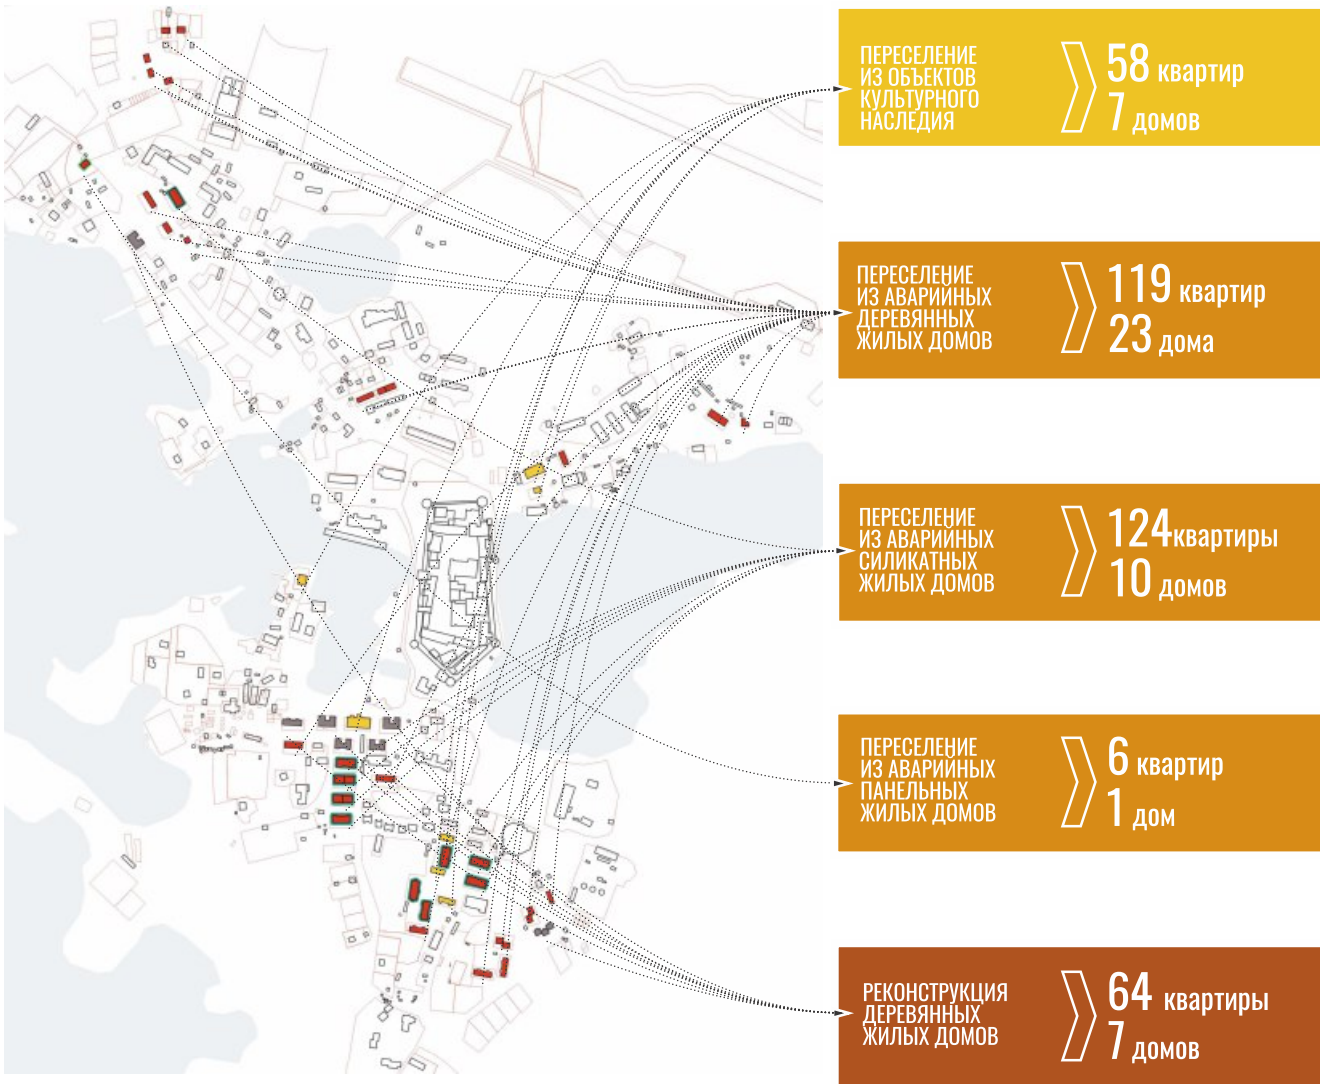 ПЕРЕСЕЛЕНИЕ
ИЗ ОБЪЕКТОВ
КУЛЬТУРНОГО
НАСЛЕДИЯ
58 квартир
7 домов
ПЕРЕСЕЛЕНИЕ
ИЗ АВАРИЙНЫХ
ДЕРЕВЯННЫХ
ЖИЛЫХ ДОМОВ
119 квартир
23 дома
ПЕРЕСЕЛЕНИЕ
ИЗ АВАРИЙНЫХ
СИЛИКАТНЫХ
ЖИЛЫХ ДОМОВ
124квартиры
10 домов
ПЕРЕСЕЛЕНИЕ
ИЗ АВАРИЙНЫХ
ПАНЕЛЬНЫХ
ЖИЛЫХ ДОМОВ
6 квартир
1 дом
РЕКОНСТРУКЦИЯ
ДЕРЕВЯННЫХ
ЖИЛЫХ ДОМОВ
64 квартиры
7 домов